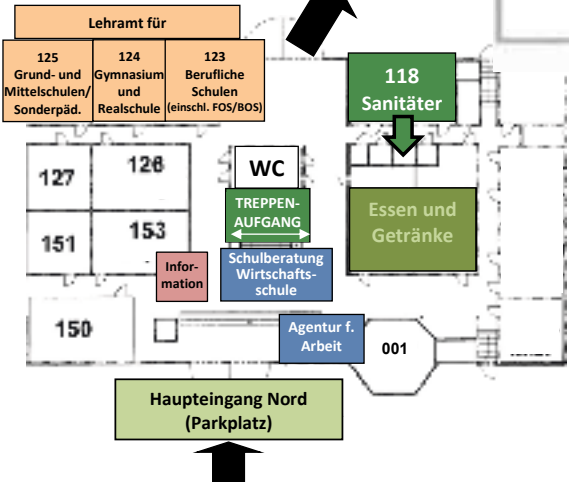 Lehramt für
125
Grund- und
Mittelschulen/
Sonderpäd.
124
Gymnasium
und
Realschule
123
Berufliche
Schulen
(einschl. FOS/BOS)
118
Sanitäter
127
126
WC
TREPPEN-
AUFGANG
Essen und
Getränke
151
153
Infor-
mation
Schulberatung
Wirtschafts-
schule
150
Agentur f.
Arbeit
001
Haupteingang Nord
(Parkplatz)